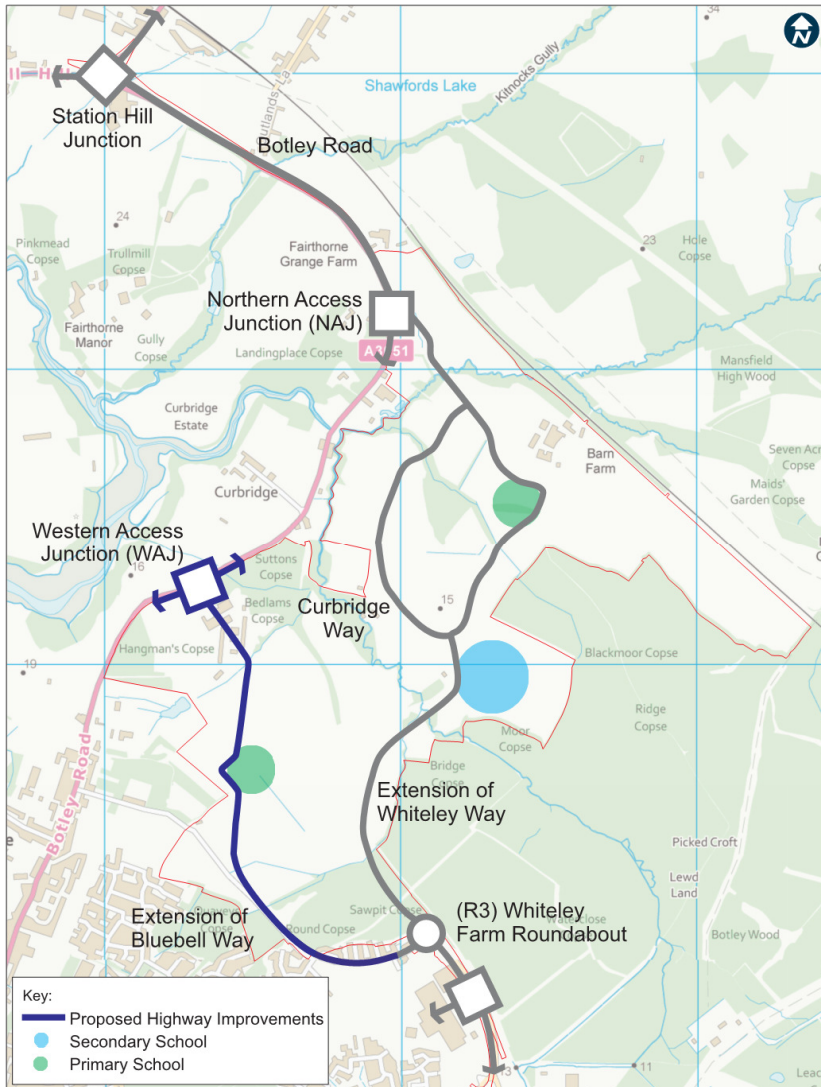 34
N
Shawfords Lake
Kitnocks Gully
Station Hill
Junction
Botley Road
24
23
Hole
Copse
Pinkmead
Copse
Trullmill
Copse
Fairthorne
Grange Farm
Northern Access
Junction (NAJ)
Fairthorne
Manor
Gully
Copse
Landingplace Copse
Mansfield
High Wood
Curbridge
Estate
Barn
Farm
Seven Acre
Copse
Maids'
Garden Copse
Curbridge
Western Access
Junction (WAJ)
16
Suttons
Copse
Bedlams
Copse
Curbridge
Way
15
Hangman's Copse
Blackmoor Copse
19
Ridge
Copse
Moor
Copse
Bridge
Botley Road
Extension of
Whiteley Way
Picked Croft
Lewd
Land
Extension of
Bluebell Way
Sawpit
Round Copse
(R3) Whiteley
Farm Roundabout
Botley Wood
Key:
Proposed Highway Improvements
Secondary School
Primary School
13
11